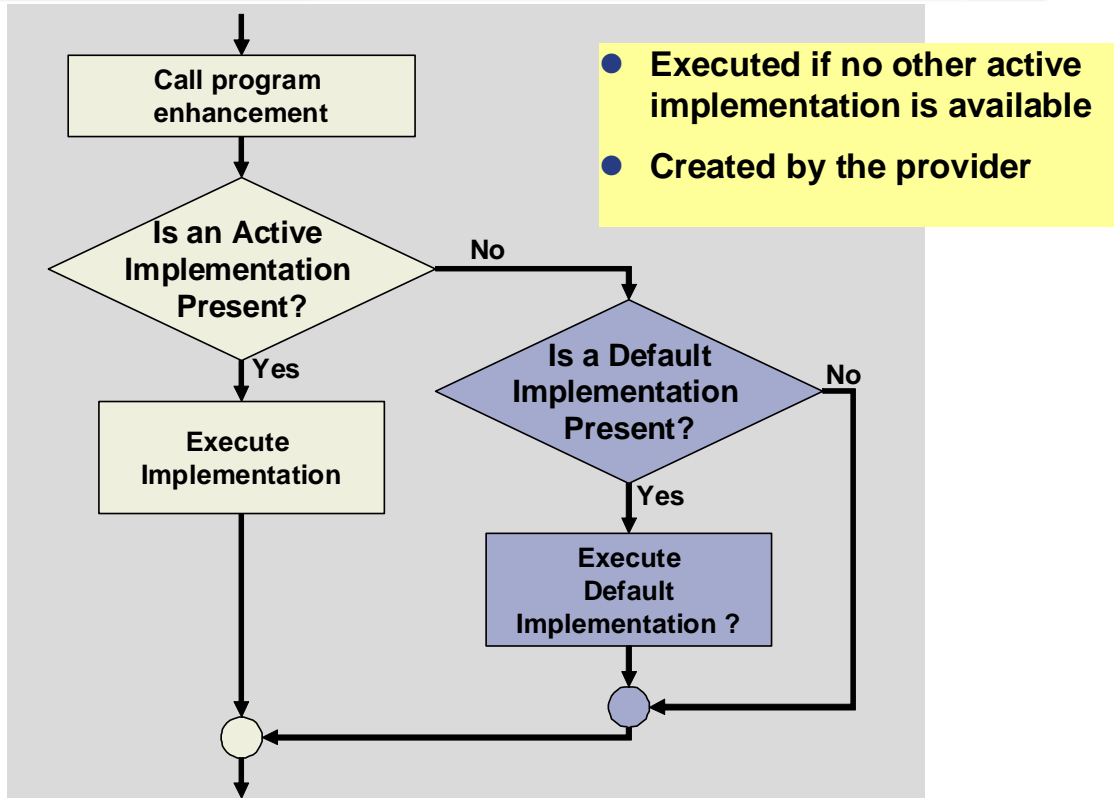 Call program
enhancement
Executed if no other active
implementation is available
Created by the provider
Is an Active
Implementation
Present?
No
Yes
Is a Default
Implementation
Present?
No
Execute
Implementation
Yes
Execute
Default
Implementation ?